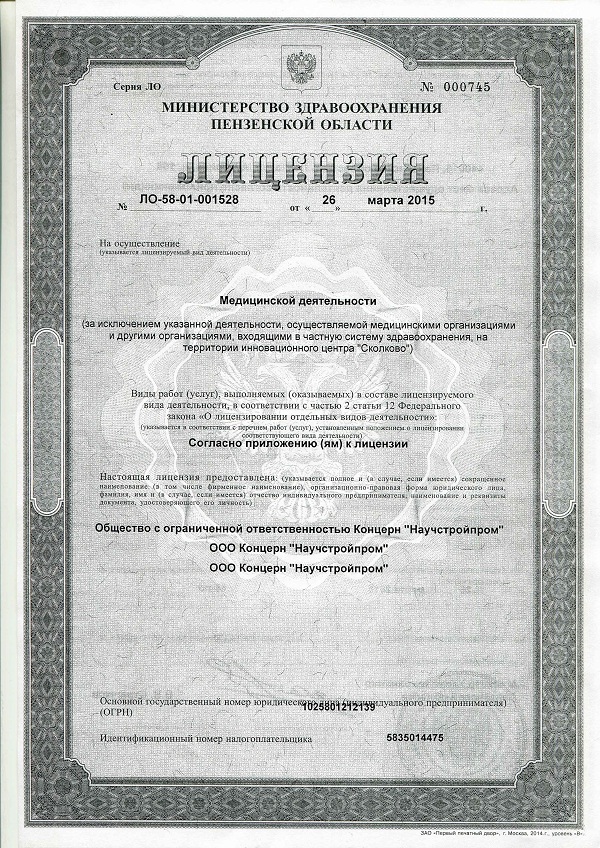 Серия ЛО
№ 000745
МИНИСТЕРСТВО ЗДРАВООХРАНЕНИЯ
ПЕНЗЕНСКОЙ ОБЛАСТИ
ЛИЦЕНЗИЯ
№ ЛО-58-01-001528 от « 26 » марта 2015 г.
На осуществление
(указывается лицензируемый вид деятельности)
Медицинской деятельности
(за исключением указанной деятельности, осуществляемой медицинскими организациями
и другими организациями, входящими в частную систему здравоохранения, на
территории инновационного центра "Сколково")
Виды работ (услуг), выполняемых (оказываемых) в составе лицензируемого
вида деятельности, в соответствии с частью 2 статьи 12 Федерального
закона «О лицензировании отдельных видов деятельности»:
(указывается в соответствии с перечнем работ (услуг), установленным положением о лицензировании
соответствующего вида деятельности)
Согласно приложению (ям) к лицензии
Настоящая лицензия предоставлена: (указывается полное и (в случае, если имеется) сокращенное
наименование (в том числе фирменное наименование), организационно-правовая форма юридического лица,
фамилия, имя и (в случае, если имеется) отчество индивидуального предпринимателя, наименование и реквизиты
документа, удостоверяющего его личность)
Общество с ограниченной ответственностью Концерн "Научстройпром"
ООО Концерн "Научстройпром"
ООО Концерн "Научстройпром"
Основной государственный номер юридического лица (индивидуального предпринимателя)
(ОГРН) 1025801212139
Идентификационный номер налогоплательщика 5835014475
ЗАО «Первый печатный двор», г. Москва, 2014 г., уровень «В».